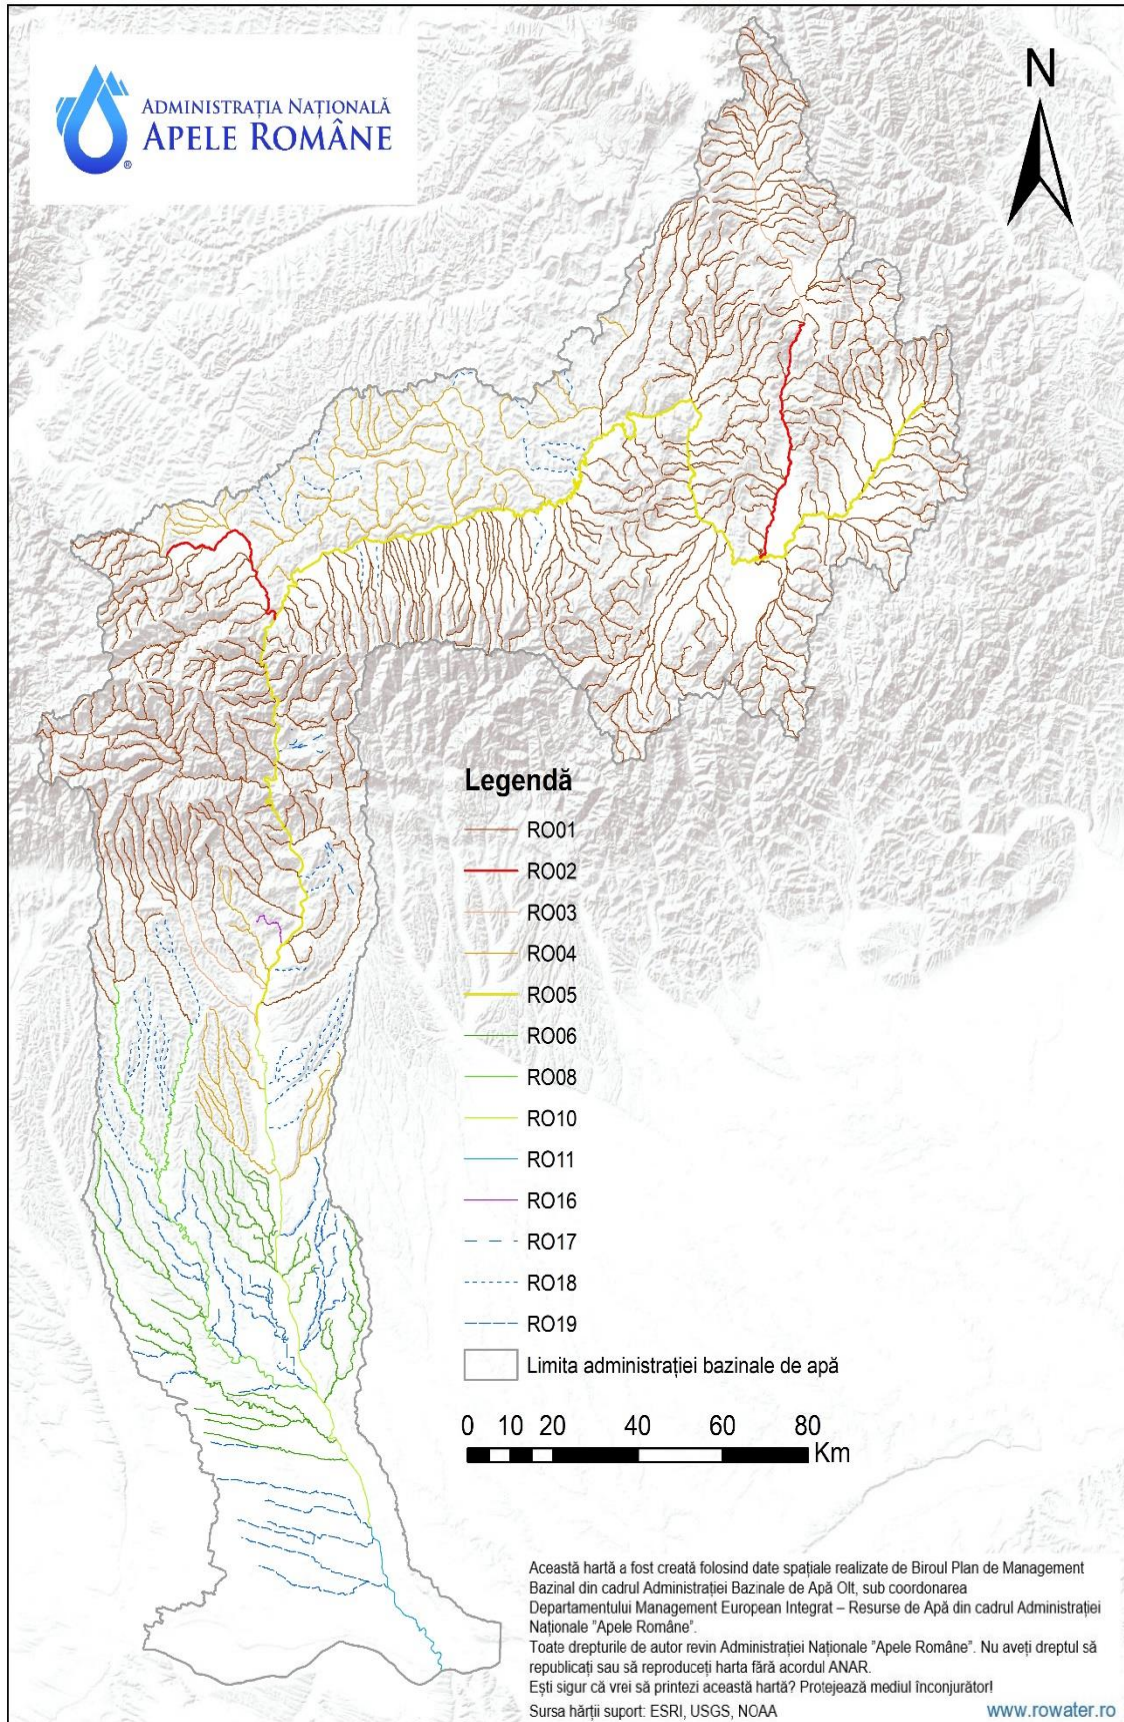 ADMINISTRAȚIA NAȚIONALĂ
APELE ROMÂNE
®
N
Legendă
RO01
RO02
RO03
RO04
RO05
RO06
RO08
RO10
RO11
RO16
RO17
RO18
RO19
Limita administrației bazinale de apă
0 10 20 40 60 80
Km
Această hartă a fost creată folosind date spațiale realizate de Biroul Plan de Management
Bazinal din cadrul Administrației Bazinale de Apă Olt, sub coordonarea
Departamentului Management European Integrat – Resurse de Apă din cadrul Administrației
Naționale "Apele Române".
Toate drepturile de autor revin Administrației Naționale "Apele Române". Nu aveți dreptul să
republicați sau să reproduceți harta fără acordul ANAR.
Ești sigur că vrei să printezi această hartă? Protejează mediul înconjurător!
Sursa hărții suport: ESRI, USGS, NOAA
www.rowater.ro